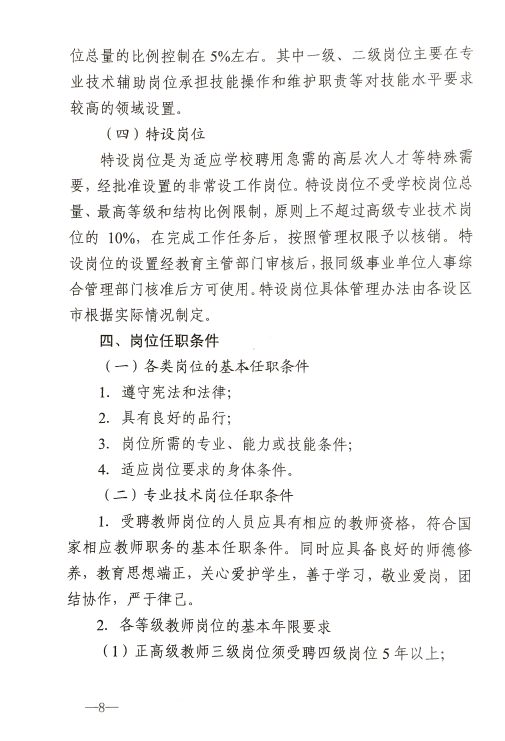 位总量的比例控制在5%左右。其中一级、二级岗位主要在专
业技术辅助岗位承担技能操作和维护职责等对技能水平要求
较高的领域设置。
（四）特设岗位
特设岗位是为适应学校聘用急需的高层次人才等特殊需
要，经批准设置的非常设工作岗位。特设岗位不受学校岗位总
量、最高等级和结构比例限制，原则上不超过高级专业技术岗
位的 10%，在完成工作任务后，按照管理权限予以核销。特
设岗位的设置经教育主管部门审核后，报同级事业单位人事综
合管理部门核准后方可使用。特设岗位具体管理办法由各设区
市根据实际情况制定。
四、岗位任职条件
（一）各类岗位的基本任职条件
1. 遵守宪法和法律；
2. 具有良好的品行；
3. 岗位所需的专业、能力或技能条件；
4. 适应岗位要求的身体条件。
（二）专业技术岗位任职条件
1. 受聘教师岗位的人员应具有相应的教师资格，符合国
家相应教师职务的基本任职条件。同时应具备良好的师德修
养，教育思想端正，关心爱护学生，善于学习，敬业爱岗，团
结协作，严于律己。
2. 各等级教师岗位的基本年限要求
（1）正高级教师三级岗位须受聘四级岗位 5 年以上；
—8—